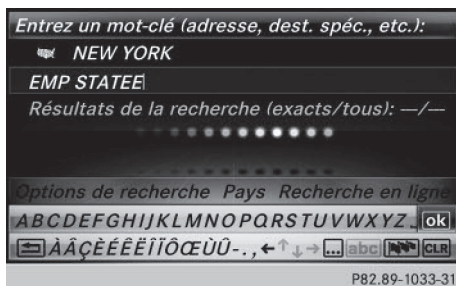 Entrez un mot-clé (adresse, dest. spéc., etc.):
NEW YORK
EMP STATEE
Résultats de la recherche (exacts/tous): ---/---
Options de recherche Pays Recherche en ligne
ABCDEFGHIJKLMNOPQRSTUVWXYZ_ ok
ÀÂÇÈÉÊËÎÏÔŒÙÛ-.,←↑↓→... abc CLR
P82.89-1033-31